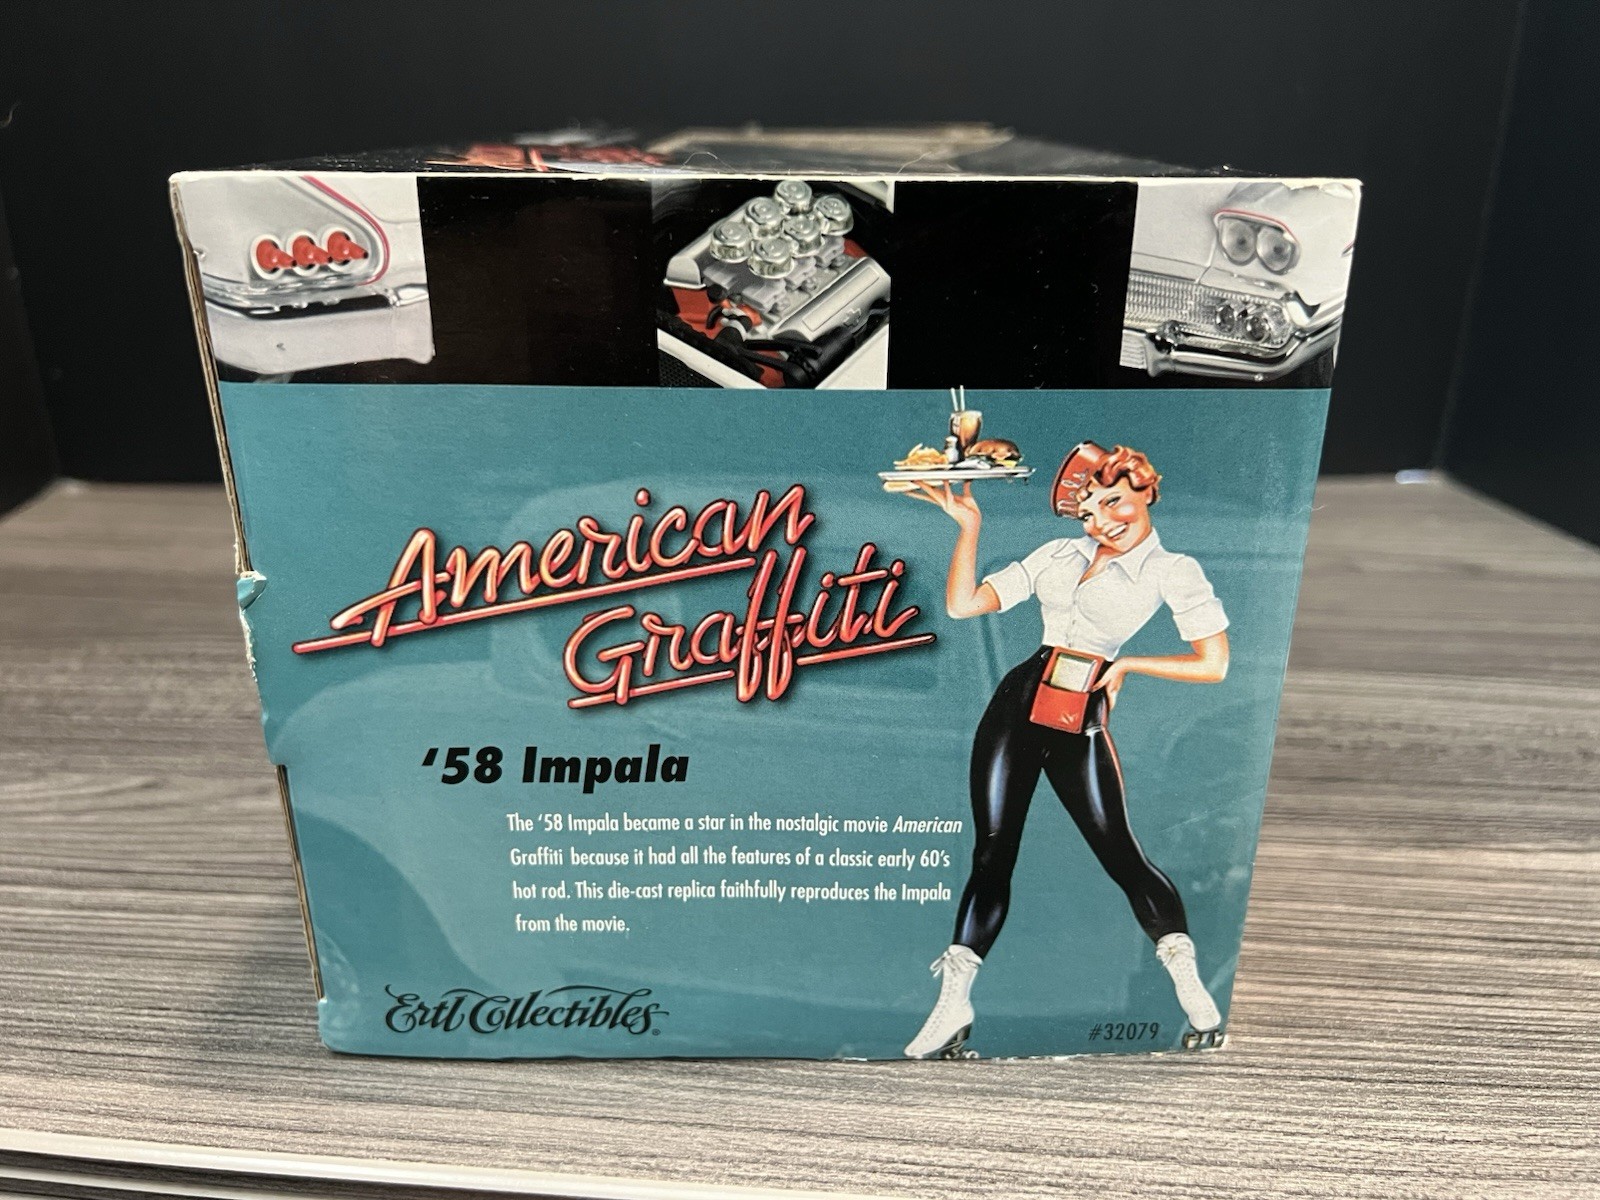 American
Graffiti
Mel's
'58 Impala
The '58 Impala became a star in the nostalgic movie American
Graffiti because it had all the features of a classic early 60's
hot rod. This die-cast replica faithfully reproduces the Impala
from the movie.
Ertl Collectibles®
#32079